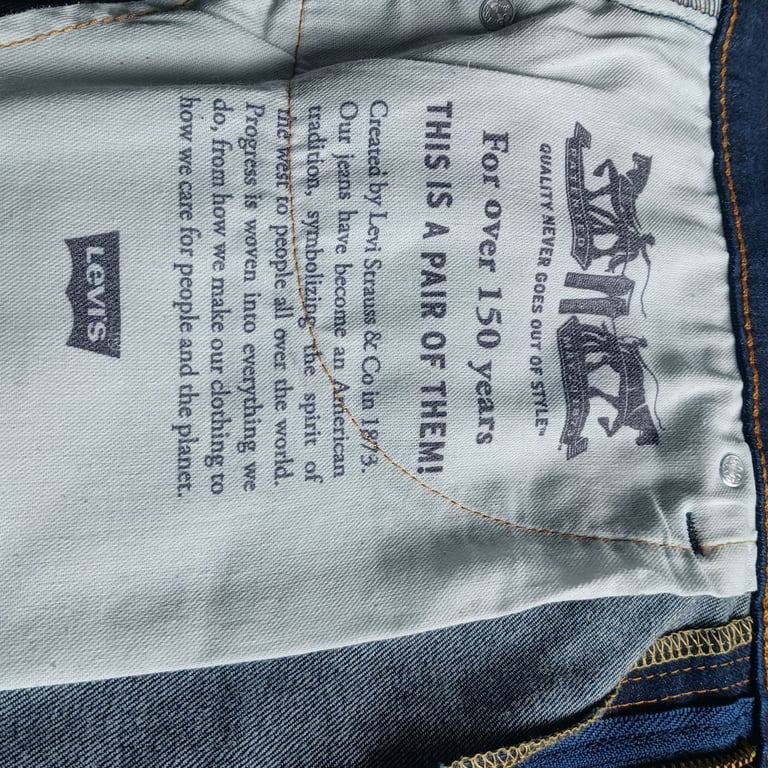 QUALITY NEVER GOES OUT OF STYLE™
For over 150 years
THIS IS A PAIR OF THEM!
Created by Levi Strauss & Co in 1873.
Our jeans have become an American
tradition, symbolizing the spirit of
the west to people all over the world.
Progress is woven into everything we
do, from how we make our clothing to
how we care for people and the planet.
LEVI'S